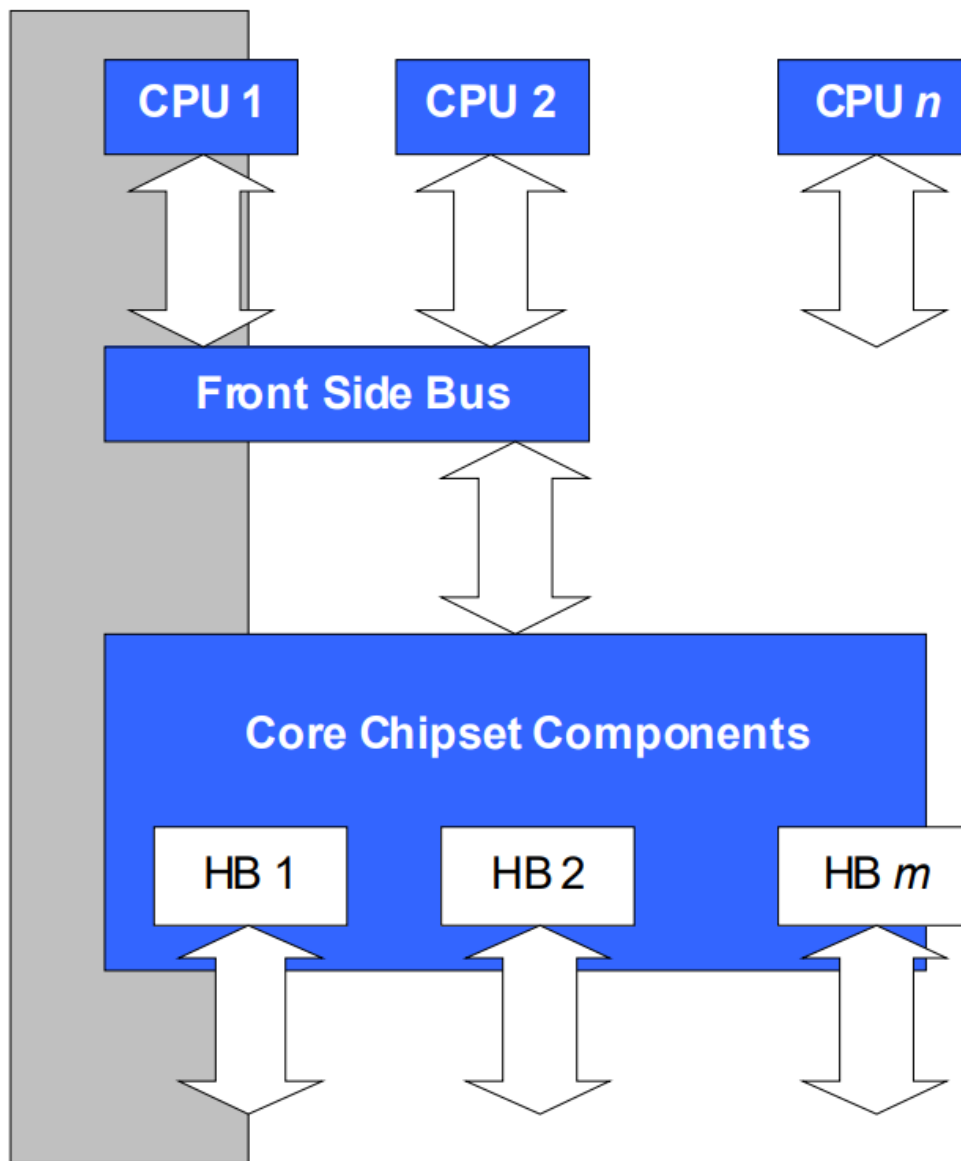 CPU 1
CPU 2
CPU n
Front Side Bus
Core Chipset Components
HB 1
HB 2
HB m